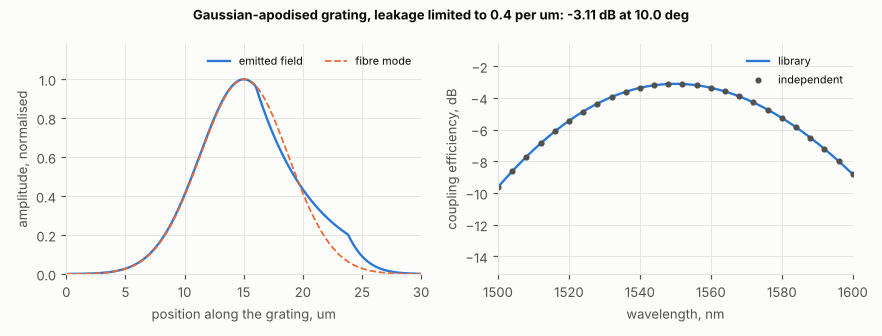 Gaussian-apodised grating, leakage limited to 0.4 per um: -3.11 dB at 10.0 deg
emitted field
fibre mode
amplitude, normalised
1.0
0.8
0.6
0.4
0.2
0.0
0
5
10
15
20
25
30
position along the grating, um
library
independent
coupling efficiency, dB
−2
−4
−6
−8
−10
−12
−14
1500
1520
1540
1560
1580
1600
wavelength, nm